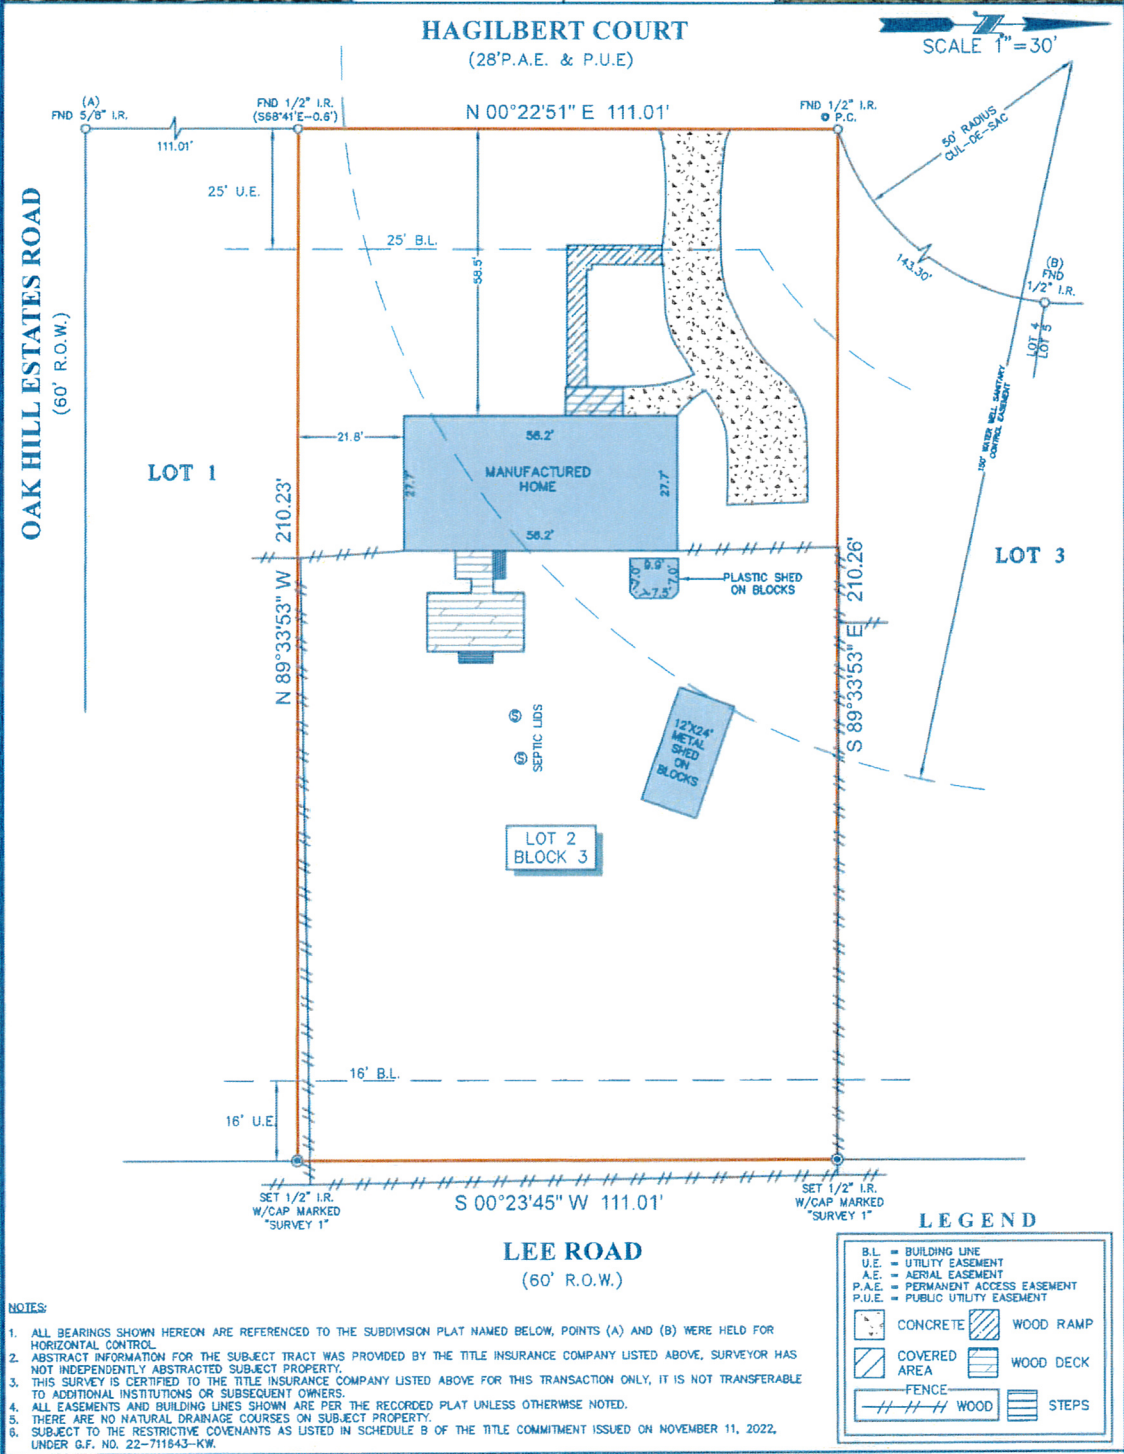 HAGILBERT COURT
(28'P.A.E. & P.U.E)
SCALE 1"=30'
(A)
FND 5/8" I.R.
FND 1/2" I.R.
(S68°41'E-0.6')
N 00°22'51" E 111.01'
FND 1/2" I.R.
P.C.
111.01'
50' RADIUS
CUL-DE-SAC
25' U.E.
25' B.L.
58.5'
143.30'
(B)
FND
1/2" I.R.
LOT 4
LOT 5
OAK HILL ESTATES ROAD
(60' R.O.W.)
150' WATER WELL SANITARY
CONTROL EASEMENT
21.8'
56.2'
LOT 1
MANUFACTURED
HOME
27.7'
27.7'
56.2'
N 89°33'53" W 210.23'
S 89°33'53" E 210.26'
LOT 3
9.9'
7.0'
7.0'
7.5'
PLASTIC SHED
ON BLOCKS
S
S
SEPTIC LIDS
12'X24'
METAL
SHED
ON
BLOCKS
LOT 2
BLOCK 3
16' B.L.
16' U.E.
SET 1/2" I.R.
W/CAP MARKED
"SURVEY 1"
S 00°23'45" W 111.01'
SET 1/2" I.R.
W/CAP MARKED
"SURVEY 1"
LEE ROAD
(60' R.O.W.)
LEGEND
B.L. = BUILDING LINE
U.E. = UTILITY EASEMENT
A.E. = AERIAL EASEMENT
P.A.E. = PERMANENT ACCESS EASEMENT
P.U.E. = PUBLIC UTILITY EASEMENT
CONCRETE WOOD RAMP
COVERED
AREA WOOD DECK
FENCE
WOOD STEPS
NOTES:
1. ALL BEARINGS SHOWN HEREON ARE REFERENCED TO THE SUBDIVISION PLAT NAMED BELOW, POINTS (A) AND (B) WERE HELD FOR
HORIZONTAL CONTROL.
2. ABSTRACT INFORMATION FOR THE SUBJECT TRACT WAS PROVIDED BY THE TITLE INSURANCE COMPANY LISTED ABOVE, SURVEYOR HAS
NOT INDEPENDENTLY ABSTRACTED SUBJECT PROPERTY.
3. THIS SURVEY IS CERTIFIED TO THE TITLE INSURANCE COMPANY LISTED ABOVE FOR THIS TRANSACTION ONLY, IT IS NOT TRANSFERABLE
TO ADDITIONAL INSTITUTIONS OR SUBSEQUENT OWNERS.
4. ALL EASEMENTS AND BUILDING LINES SHOWN ARE PER THE RECORDED PLAT UNLESS OTHERWISE NOTED.
5. THERE ARE NO NATURAL DRAINAGE COURSES ON SUBJECT PROPERTY.
6. SUBJECT TO THE RESTRICTIVE COVENANTS AS LISTED IN SCHEDULE B OF THE TITLE COMMITMENT ISSUED ON NOVEMBER 11, 2022,
UNDER G.F. NO. 22-711643-KW.